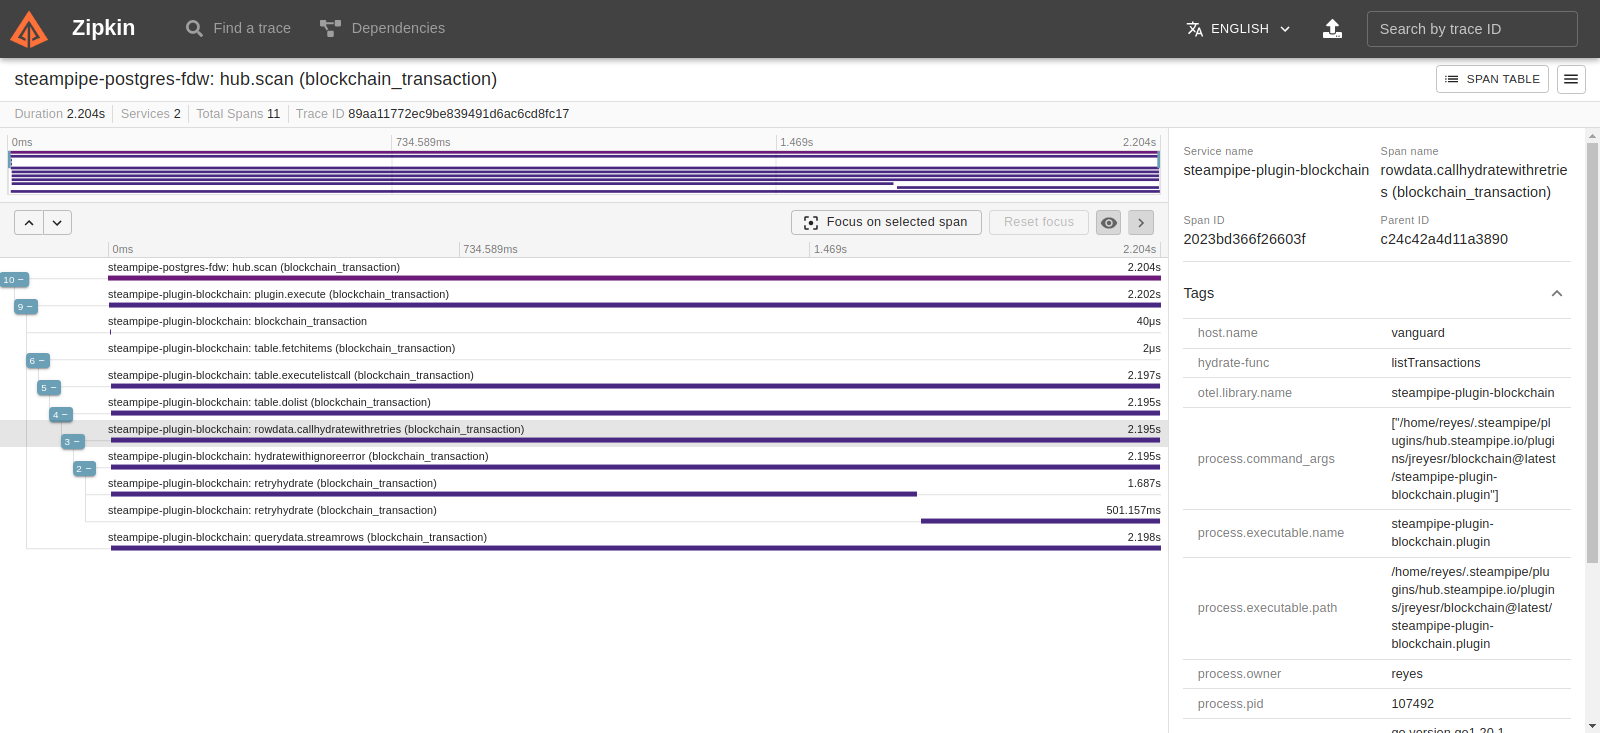 Zipkin
Find a trace
Dependencies
ENGLISH
Search by trace ID
steampipe-postgres-fdw: hub.scan (blockchain_transaction)
SPAN TABLE
Duration 2.204s
Services 2
Total Spans 11
Trace ID 89aa11772ec9be839491d6ac6cd8fc17
0ms
734.589ms
1.469s
2.204s
Focus on selected span
Reset focus
0ms
734.589ms
1.469s
2.204s
steampipe-postgres-fdw: hub.scan (blockchain_transaction) 2.204s
10 −
steampipe-plugin-blockchain: plugin.execute (blockchain_transaction) 2.202s
9 −
steampipe-plugin-blockchain: blockchain_transaction 40μs
steampipe-plugin-blockchain: table.fetchitems (blockchain_transaction) 2μs
6 −
steampipe-plugin-blockchain: table.executelistcall (blockchain_transaction) 2.197s
5 −
steampipe-plugin-blockchain: table.dolist (blockchain_transaction) 2.195s
4 −
steampipe-plugin-blockchain: rowdata.callhydratewithretries (blockchain_transaction) 2.195s
3 −
steampipe-plugin-blockchain: hydratewithignoreerror (blockchain_transaction) 2.195s
2 −
steampipe-plugin-blockchain: retryhydrate (blockchain_transaction) 1.687s
steampipe-plugin-blockchain: retryhydrate (blockchain_transaction) 501.157ms
steampipe-plugin-blockchain: querydata.streamrows (blockchain_transaction) 2.198s
Service name
steampipe-plugin-blockchain
Span name
rowdata.callhydratewithretrie
s (blockchain_transaction)
Span ID
2023bd366f26603f
Parent ID
c24c42a4d11a3890
Tags
host.name
vanguard
hydrate-func
listTransactions
otel.library.name
steampipe-plugin-blockchain
process.command_args
["/home/reyes/.steampipe/pl
ugins/hub.steampipe.io/plugi
ns/jreyesr/blockchain@latest
/steampipe-plugin-
blockchain.plugin"]
process.executable.name
steampipe-plugin-
blockchain.plugin
process.executable.path
/home/reyes/.steampipe/plu
gins/hub.steampipe.io/plugin
s/jreyesr/blockchain@latest/
steampipe-plugin-
blockchain.plugin
process.owner
reyes
process.pid
107492
go version go1.20.1